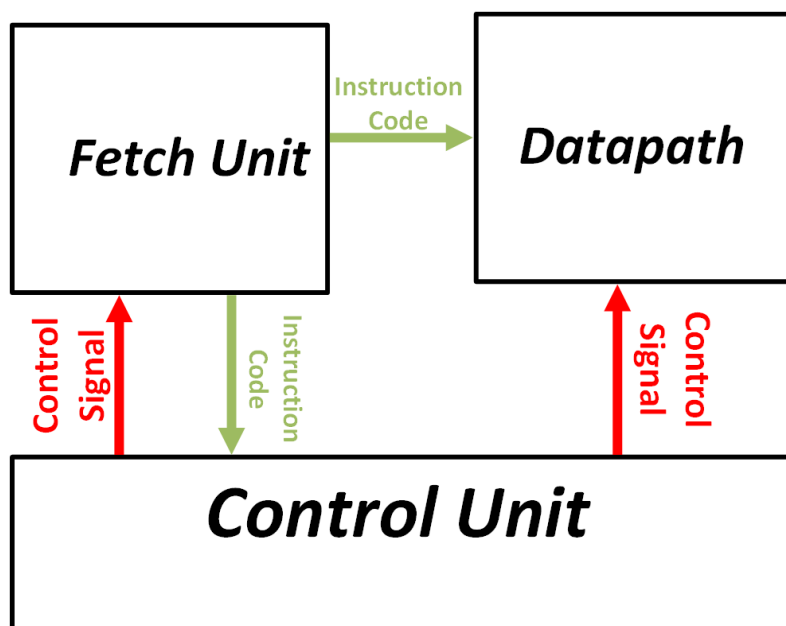 Fetch Unit
Instruction
Code
Datapath
Control
Signal
Instruction
Code
Control
Signal
Control Unit